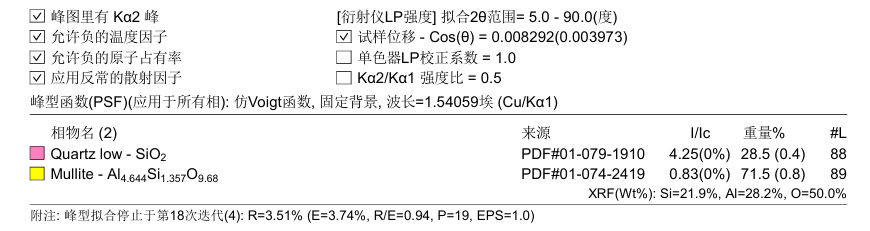 峰图里有 Kα2 峰 [衍射仪LP强度] 拟合2θ范围= 5.0 - 90.0(度)
允许负的温度因子 试样位移 - Cos(θ) = 0.008292(0.003973)
允许负的原子占有率 单色器LP校正系数 = 1.0
应用反常的散射因子 Kα2/Kα1 强度比 = 0.5
峰型函数(PSF)(应用于所有相): 仿Voigt函数, 固定背景, 波长=1.54059埃 (Cu/Kα1)
相物名 (2) 来源 I/Ic 重量% #L
Quartz low - SiO₂ PDF#01-079-1910 4.25(0%) 28.5 (0.4) 88
Mullite - Al₄.₆₄₄Si₁.₃₅₇O₉.₆₈ PDF#01-074-2419 0.83(0%) 71.5 (0.8) 89
XRF(Wt%): Si=21.9%, Al=28.2%, O=50.0%
附注: 峰型拟合停止于第18次迭代(4): R=3.51% (E=3.74%, R/E=0.94, P=19, EPS=1.0)